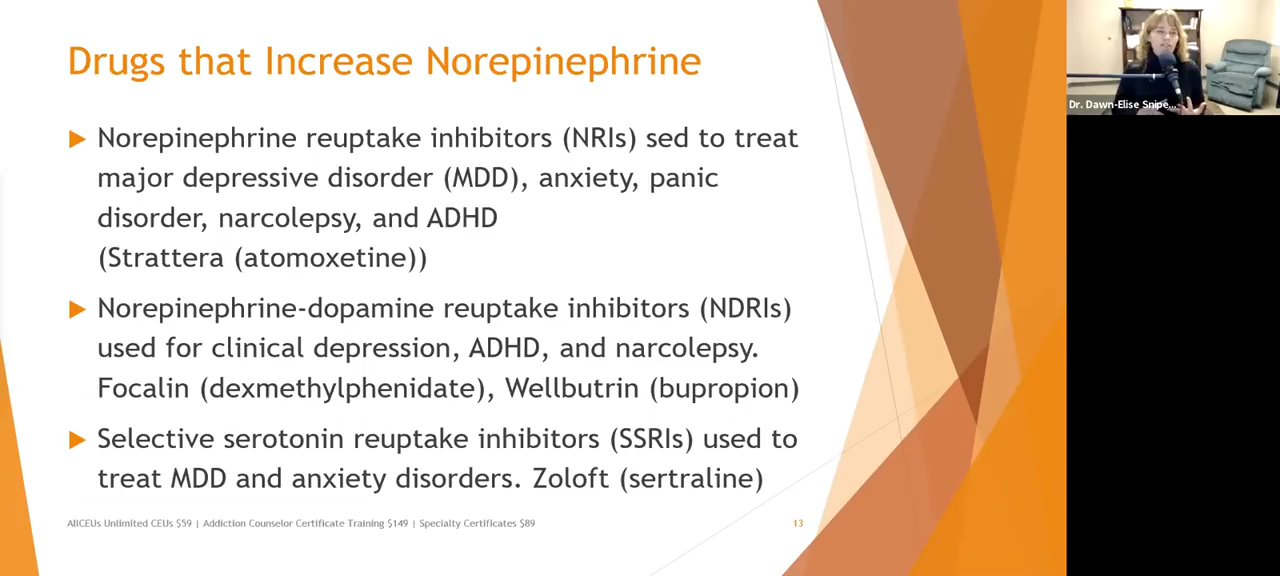 Drugs that Increase Norepinephrine
Norepinephrine reuptake inhibitors (NRIs) sed to treat
major depressive disorder (MDD), anxiety, panic
disorder, narcolepsy, and ADHD
(Strattera (atomoxetine))
Norepinephrine-dopamine reuptake inhibitors (NDRIs)
used for clinical depression, ADHD, and narcolepsy.
Focalin (dexmethylphenidate), Wellbutrin (bupropion)
Selective serotonin reuptake inhibitors (SSRIs) used to
treat MDD and anxiety disorders. Zoloft (sertraline)
AllCEUs Unlimited CEUs $59 | Addiction Counselor Certificate Training $149 | Specialty Certificates $89
13
Dr. Dawn-Elise Snipe...